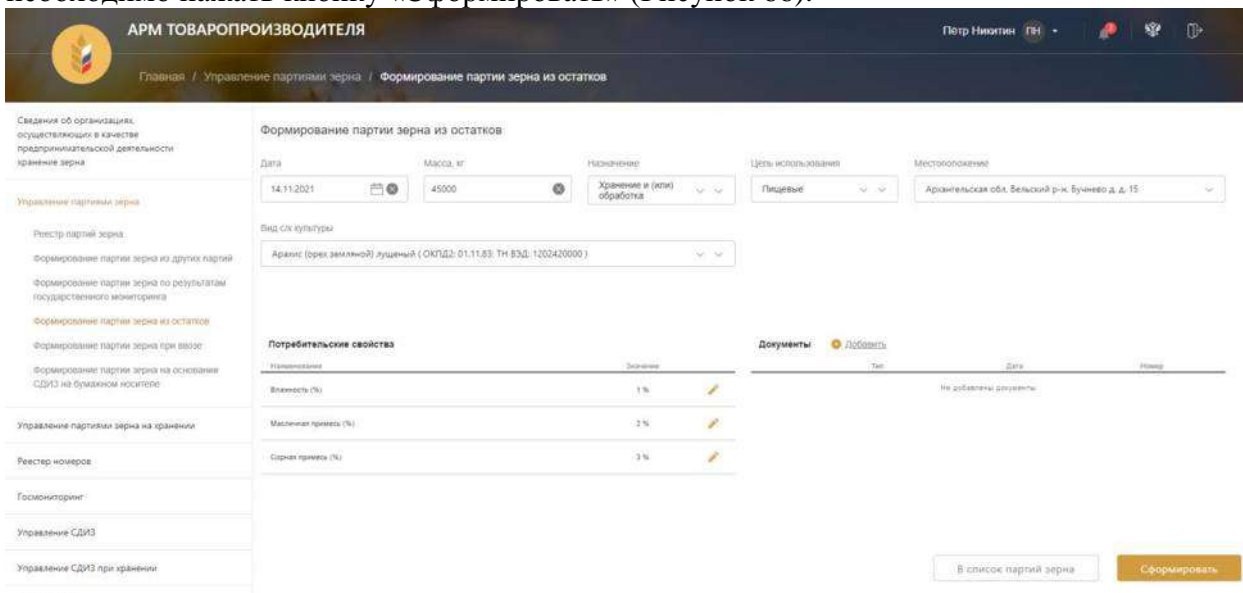 необходимо нажать кнопку «Сформировать» (Рисунок 68).
АРМ ТОВАРОПРОИЗВОДИТЕЛЯ
Петр Никитин ПН
Главная / Управление партиями зерна / Формирование партии зерна из остатков
Сведения об организациях,
осуществляющих в качестве
предпринимательской деятельности
хранение зерна
Управление партиями зерна
Реестр партий зерна
Формирование партии зерна из других партий
Формирование партии зерна по результатам
государственного мониторинга
Формирование партии зерна из остатков
Формирование партии зерна при ввозе
Формирование партии зерна на основании
СДИЗ на бумажном носителе
Управление партиями зерна на хранении
Реестер номеров
Госмониторинг
Управление СДИЗ
Управление СДИЗ при хранении
Формирование партии зерна из остатков
Дата Масса, кг Назначение Цель использования Местоположение
14.11.2021 45000 Хранение и (или) обработка Пищевые Архангельская обл. Вельский р-н. Бучнево д. д. 15
Вид с/х культуры
Арахис (орех земляной) лущеный ( ОКПД2: 01.11.83: ТН ВЭД: 1202420000 )
Потребительские свойства
Наименование Значение
Влажность (%) 1 %
Масличная примесь (%) 2 %
Сорная примесь (%) 3 %
Документы Добавить
Тип Дата Номер
Не добавлены документы
В список партий зерна Сформировать